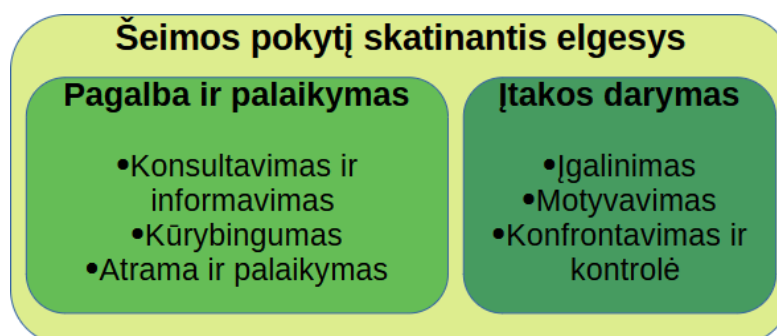 Šeimos pokytį skatinantis elgesys
Pagalba ir palaikymas
•Konsultavimas ir
informavimas
•Kūrybingumas
•Atrama ir palaikymas
Įtakos darymas
•Įgalinimas
•Motyvavimas
•Konfrontavimas ir
kontrolė